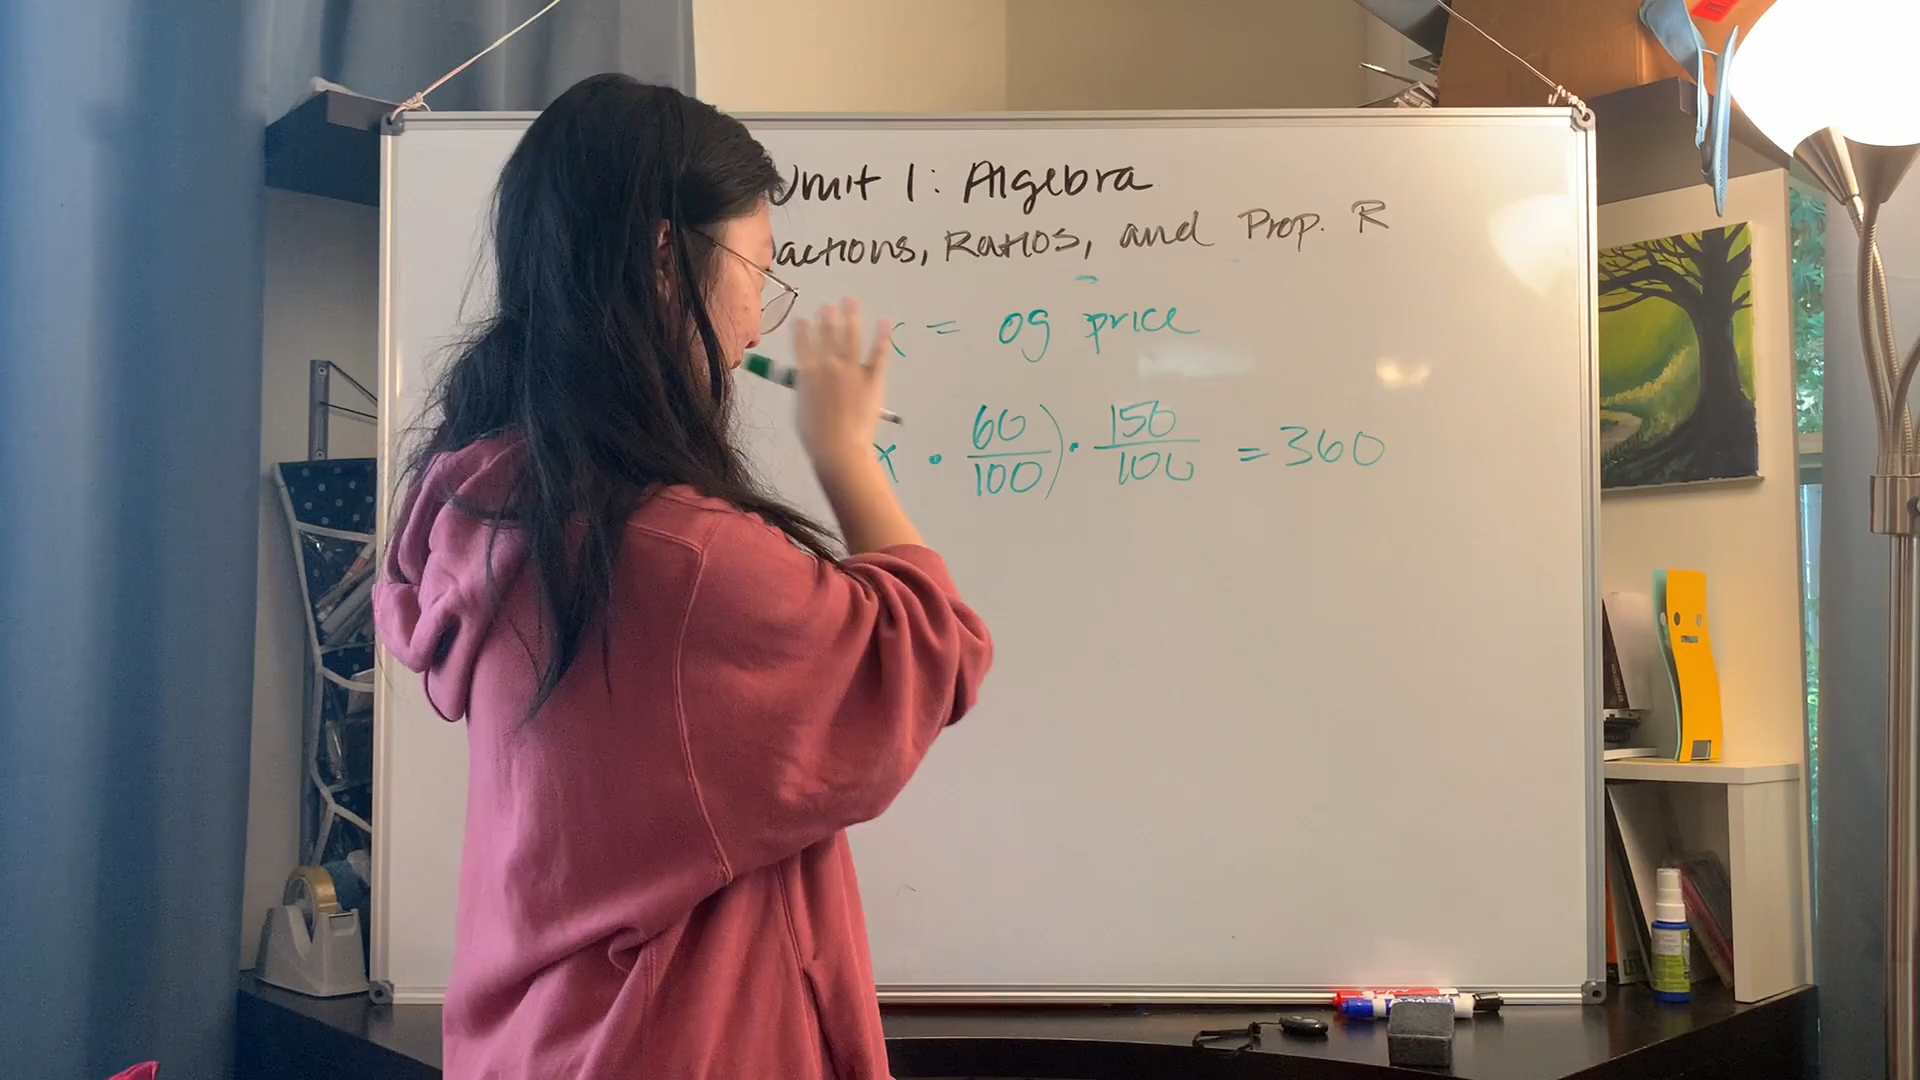 Unit 1: Algebra
actions, Ratios, and Prop. R
x = og price
x · 60/100) · 150/100 = 360